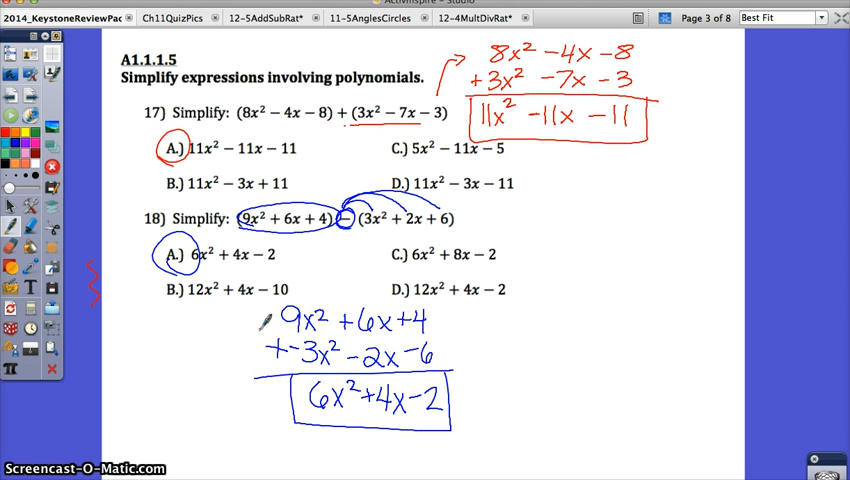 ActivInspire - Studio
2014_KeystoneReviewPac
Ch11QuizPics
12-5AddSubRat*
11-5AnglesCircles
12-4MultDivRat*
Page 3 of 8
Best Fit
A1.1.1.5
Simplify expressions involving polynomials.
8x² -4x -8
+3x² -7x -3
11x² -11x -11
17) Simplify: (8x² − 4x − 8) + (3x² − 7x − 3)
A.) 11x² − 11x − 11
C.) 5x² − 11x − 5
B.) 11x² − 3x + 11
D.) 11x² − 3x − 11
18) Simplify: (9x² + 6x + 4) − (3x² + 2x + 6)
A.) 6x² + 4x − 2
C.) 6x² + 8x − 2
B.) 12x² + 4x − 10
D.) 12x² + 4x − 2
9x² +6x+4
+-3x² -2x -6
6x²+4x-2
Screencast-O-Matic.com